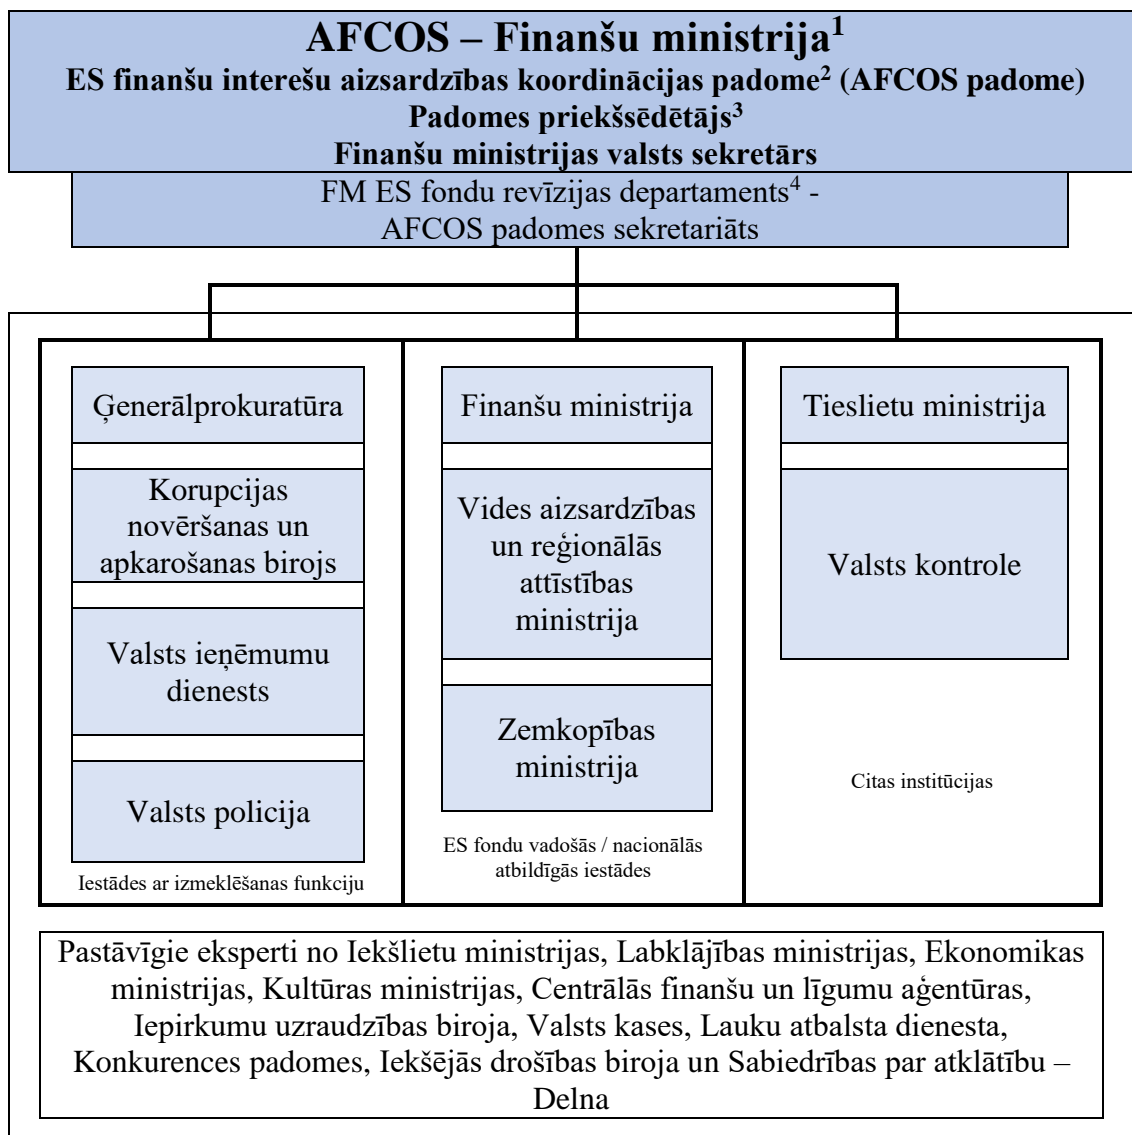 AFCOS – Finanšu ministrija¹
ES finanšu interešu aizsardzības koordinācijas padome² (AFCOS padome)
Padomes priekšsēdētājs³
Finanšu ministrijas valsts sekretārs
FM ES fondu revīzijas departaments⁴ -
AFCOS padomes sekretariāts
Ģenerālprokuratūra
Korupcijas
novēršanas un
apkarošanas birojs
Valsts ieņēmumu
dienests
Valsts policija
Iestādes ar izmeklēšanas funkciju
Finanšu ministrija
Vides aizsardzības
un reģionālās
attīstības
ministrija
Zemkopības
ministrija
ES fondu vadošās / nacionālās
atbildīgās iestādes
Tieslietu ministrija
Valsts kontrole
Citas institūcijas
Pastāvīgie eksperti no Iekšlietu ministrijas, Labklājības ministrijas, Ekonomikas
ministrijas, Kultūras ministrijas, Centrālās finanšu un līgumu aģentūras,
Iepirkumu uzraudzības biroja, Valsts kases, Lauku atbalsta dienesta,
Konkurences padomes, Iekšējās drošības biroja un Sabiedrības par atklātību –
Delna